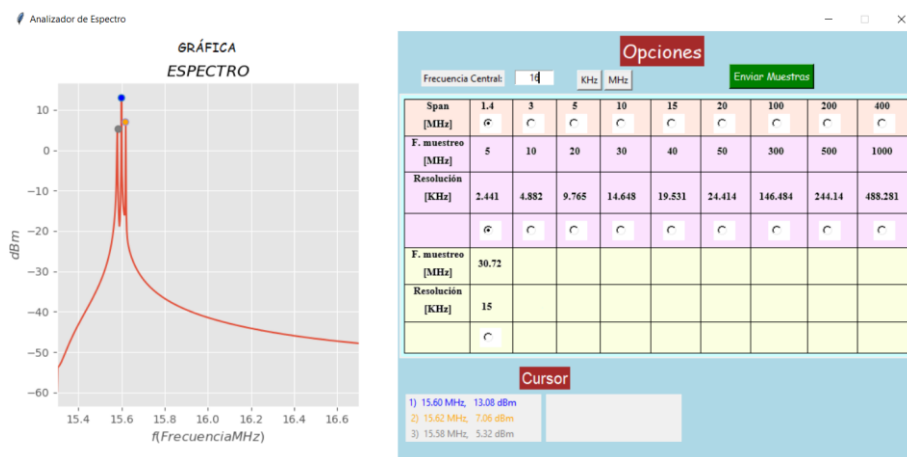 Analizador de Espectro
GRÁFICA
ESPECTRO
10
0
−10
−20
−30
−40
−50
−60
dBm
15.4 15.6 15.8 16.0 16.2 16.4 16.6
f(FrecuenciaMHz)
Opciones
Frecuencia Central: 16 KHz MHz Enviar Muestras
Span [MHz] 1.4 3 5 10 15 20 100 200 400
F. muestreo [MHz] 5 10 20 30 40 50 300 500 1000
Resolución [KHz] 2.441 4.882 9.765 14.648 19.531 24.414 146.484 244.14 488.281
F. muestreo [MHz] 30.72
Resolución [KHz] 15
Cursor
1) 15.60 MHz, 13.08 dBm
2) 15.62 MHz, 7.06 dBm
3) 15.58 MHz, 5.32 dBm